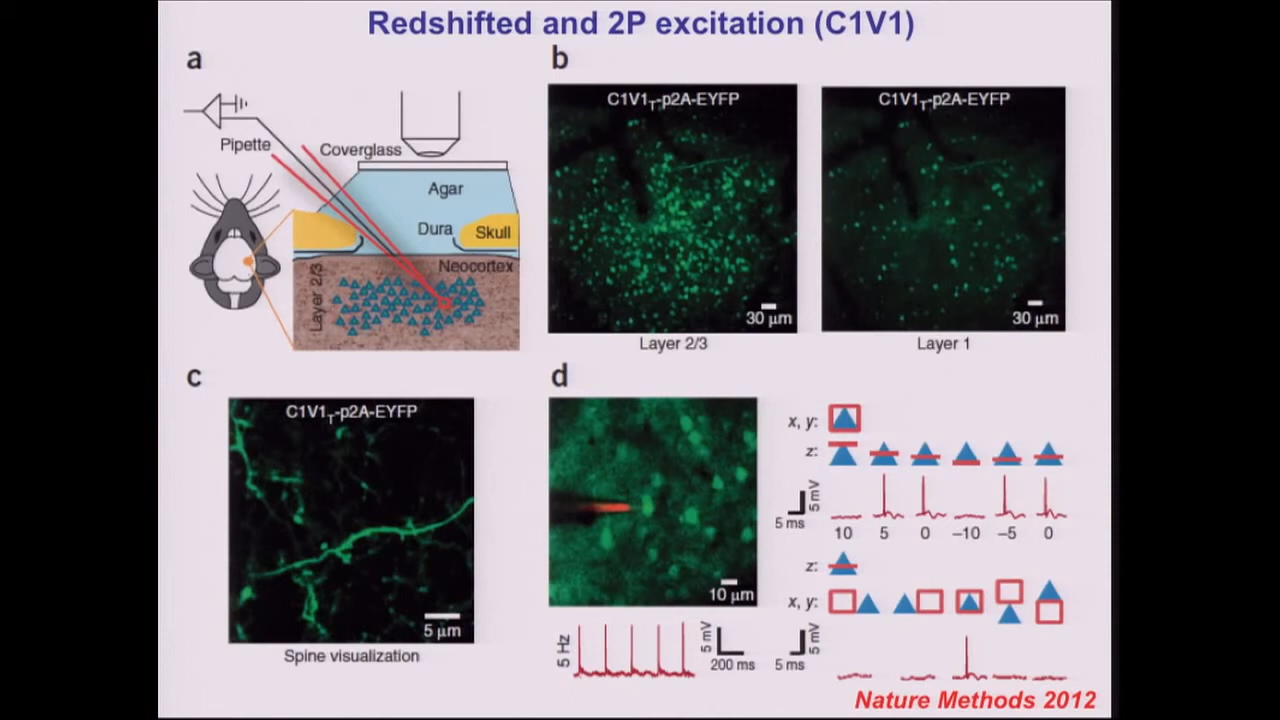 Redshifted and 2P excitation (C1V1)
a
Pipette
Coverglass
Agar
Dura
Skull
Neocortex
Layer 2/3
b
C1V1T-p2A-EYFP
30 μm
Layer 2/3
C1V1T-p2A-EYFP
30 μm
Layer 1
c
C1V1T-p2A-EYFP
5 μm
Spine visualization
d
10 μm
5 Hz
5 mV
200 ms
x, y:
z:
5 mV
5 ms
10 5 0 –10 –5 0
z:
x, y:
5 mV
5 ms
Nature Methods 2012